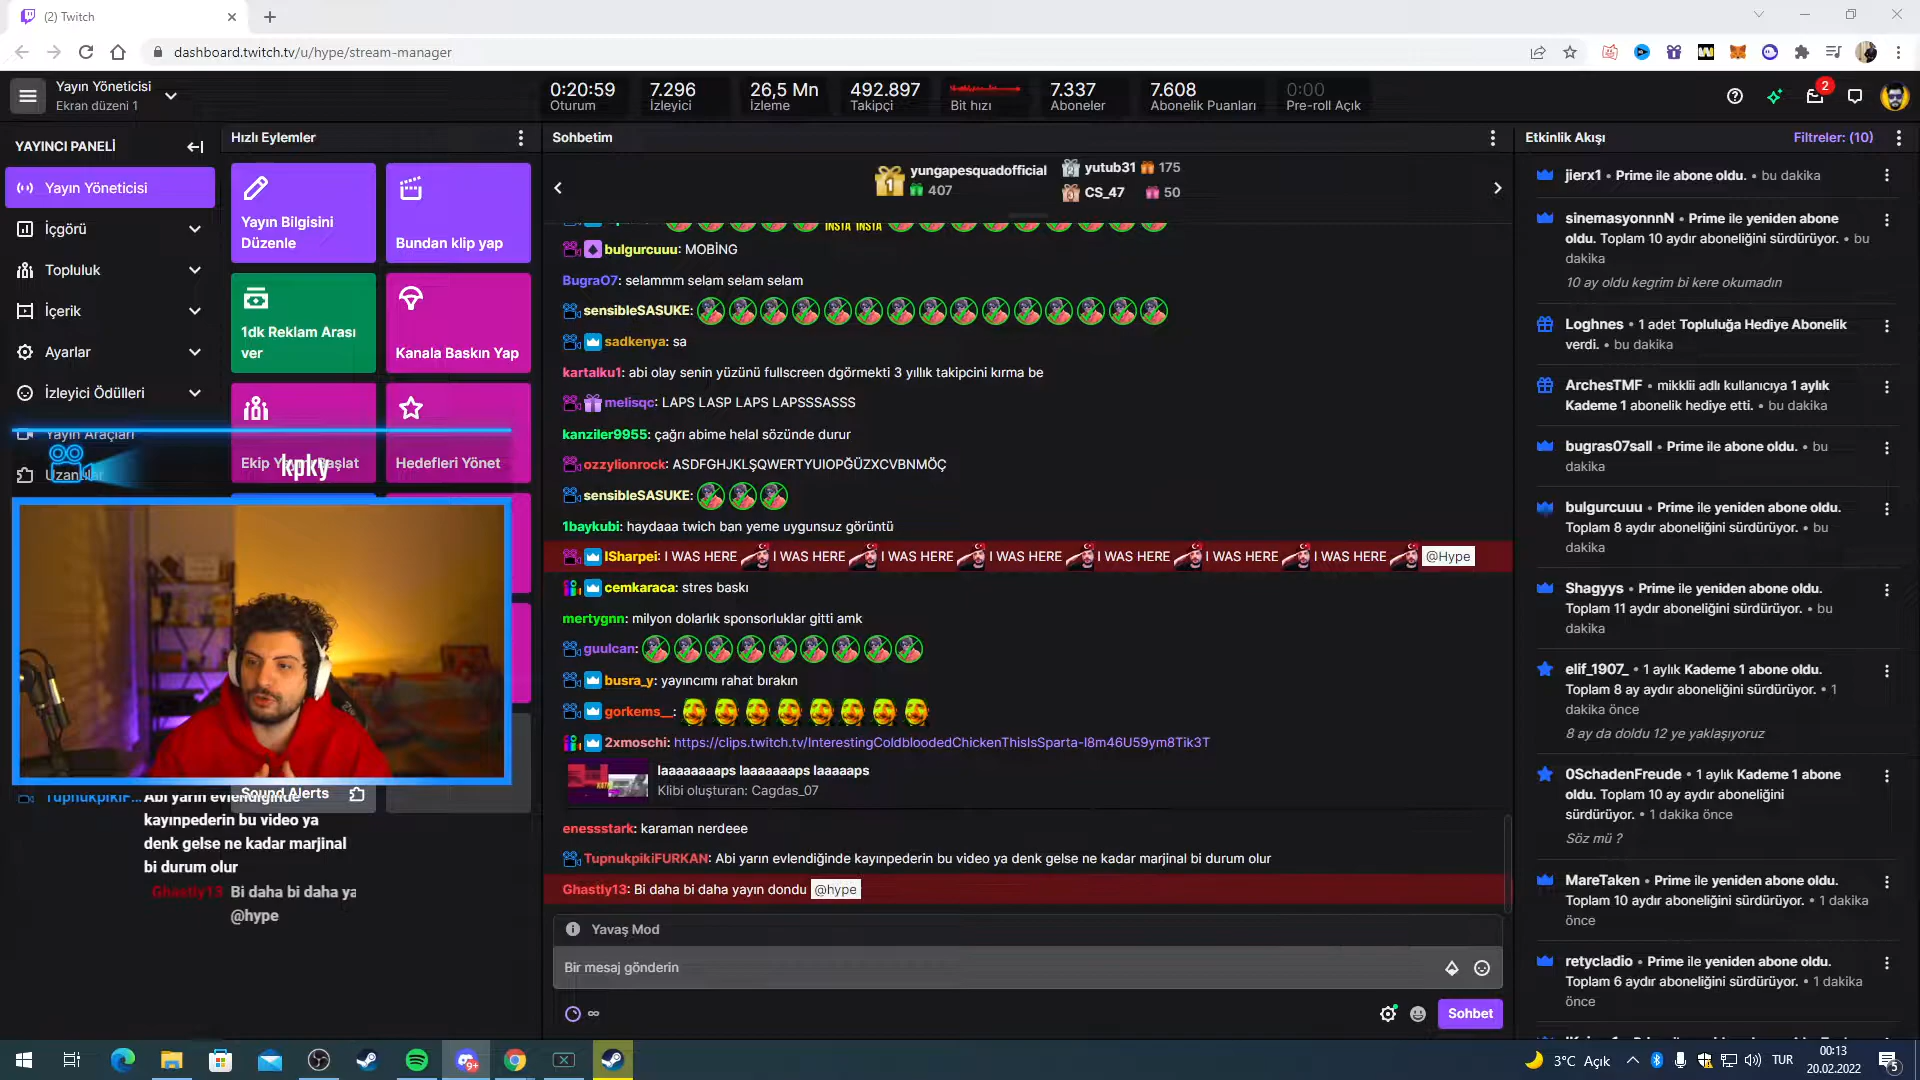 (2) Twitch
dashboard.twitch.tv/u/hype/stream-manager
Yayın Yöneticisi
Ekran düzeni 1
0:20:59
Oturum
7.296
İzleyici
26,5 Mn
İzleme
492.897
Takipçi
Bit hızı
7.337
Aboneler
7.608
Abonelik Puanları
0:00
Pre-roll Açık
2
YAYINCI PANELİ
Yayın Yöneticisi
İçgörü
Topluluk
İçerik
Ayarlar
İzleyici Ödülleri
Yayın Araçları
Uzantılar
Hızlı Eylemler
Yayın Bilgisini
Düzenle
Bundan klip yap
1dk Reklam Arası
ver
Kanala Baskın Yap
Ekip Yayını Başlat
Hedefleri Yönet
kpky
Sound Alerts
Abi yarın evlendiğinde
kayınpederin bu video ya
denk gelse ne kadar marjinal
bi durum olur
Ghastly13 Bi daha bi daha ya
@hype
Sohbetim
1
yungapesquadofficial
407
yutub31 175
CS_47 50
INSTA INSTA
bulgurcuuu: MOBİNG
BugraO7: selammm selam selam selam
sensibleSASUKE:
sadkenya: sa
kartalku1: abi olay senin yüzünü fullscreen dgörmekti 3 yıllık takipcini kırma be
melisqc: LAPS LASP LAPS LAPSSSASSS
kanziler9955: çağrı abime helal sözünde durur
ozzylionrock: ASDFGHJKLŞQWERTYUIOPĞÜZXCVBNMÖÇ
sensibleSASUKE:
1baykubi: haydaaa twich ban yeme uygunsuz görüntü
ISharpei: I WAS HERE I WAS HERE I WAS HERE I WAS HERE I WAS HERE I WAS HERE I WAS HERE @Hype
cemkaraca: stres baskı
mertygnn: milyon dolarlık sponsorluklar gitti amk
guulcan:
busra_y: yayıncımı rahat bırakın
gorkems__:
2xmoschi: https://clips.twitch.tv/InterestingColdbloodedChickenThisIsSparta-l8m46U59ym8Tik3T
laaaaaaaaps laaaaaaaps laaaaaps
Klibi oluşturan: Cagdas_07
enessstark: karaman nerdeee
TupnukpikiFURKAN: Abi yarın evlendiğinde kayınpederin bu video ya denk gelse ne kadar marjinal bi durum olur
Ghastly13: Bi daha bi daha yayın dondu @hype
Yavaş Mod
Bir mesaj gönderin
Sohbet
Etkinlik Akışı
Filtreler: (10)
jierx1 • Prime ile abone oldu. • bu dakika
sinemasyonnnN • Prime ile yeniden abone
oldu. Toplam 10 aydır aboneliğini sürdürüyor. • bu
dakika
10 ay oldu kegrim bi kere okumadın
Loghnes • 1 adet Topluluğa Hediye Abonelik
verdi. • bu dakika
ArchesTMF • mikklii adlı kullanıcıya 1 aylık
Kademe 1 abonelik hediye etti. • bu dakika
bugras07sall • Prime ile abone oldu. • bu
dakika
bulgurcuuu • Prime ile yeniden abone oldu.
Toplam 8 aydır aboneliğini sürdürüyor. • bu
dakika
Shagyys • Prime ile yeniden abone oldu.
Toplam 11 aydır aboneliğini sürdürüyor. • bu
dakika
elif_1907_ • 1 aylık Kademe 1 abone oldu.
Toplam 8 ay aydır aboneliğini sürdürüyor. • 1
dakika önce
8 ay da doldu 12 ye yaklaşıyoruz
0SchadenFreude • 1 aylık Kademe 1 abone
oldu. Toplam 10 ay aydır aboneliğini
sürdürüyor. • 1 dakika önce
Söz mü ?
MareTaken • Prime ile yeniden abone oldu.
Toplam 10 aydır aboneliğini sürdürüyor. • 1 dakika
önce
retycladio • Prime ile yeniden abone oldu.
Toplam 6 aydır aboneliğini sürdürüyor. • 1 dakika
önce
9+
3°C Açık
TUR
00:13
20.02.2022
5